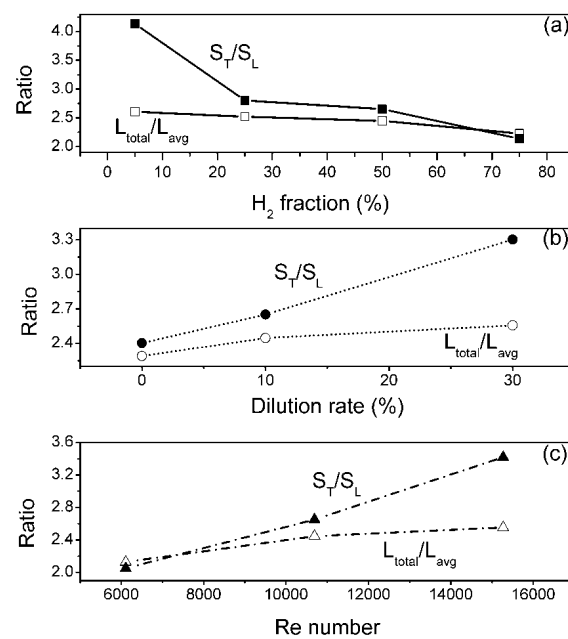 (a)
4.0
3.5
3.0
2.5
2.0
Ratio
S_T/S_L
L_total/L_avg
0 10 20 30 40 50 60 70 80
H_2 fraction (%)
(b)
3.3
3.0
2.7
2.4
Ratio
S_T/S_L
L_total/L_avg
0 10 20 30
Dilution rate (%)
(c)
3.6
3.2
2.8
2.4
2.0
Ratio
S_T/S_L
L_total/L_avg
6000 8000 10000 12000 14000 16000
Re number